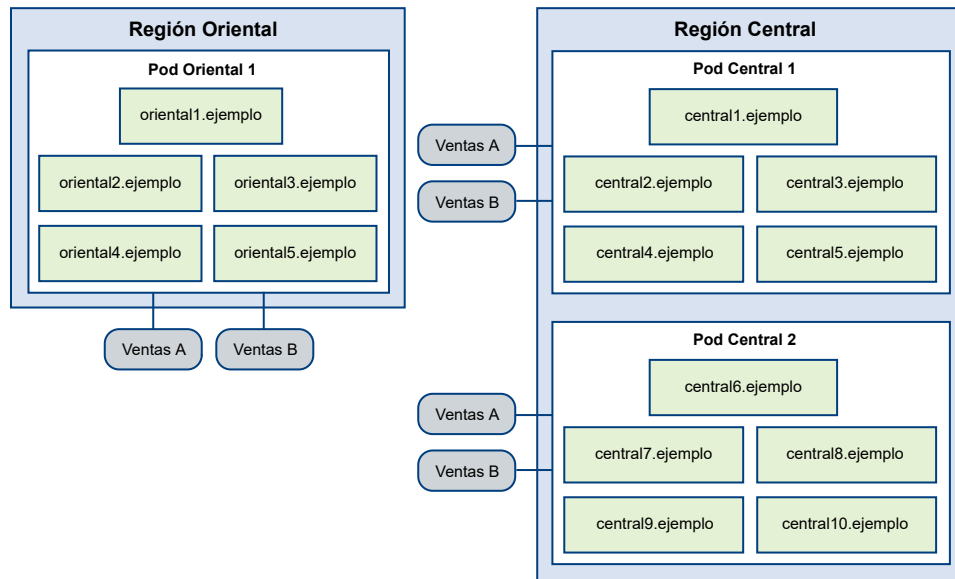 Región Oriental
Pod Oriental 1
oriental1.ejemplo
oriental2.ejemplo
oriental3.ejemplo
oriental4.ejemplo
oriental5.ejemplo
Ventas A
Ventas B
Región Central
Pod Central 1
central1.ejemplo
Ventas A
central2.ejemplo
central3.ejemplo
Ventas B
central4.ejemplo
central5.ejemplo
Pod Central 2
central6.ejemplo
Ventas A
central7.ejemplo
central8.ejemplo
Ventas B
central9.ejemplo
central10.ejemplo